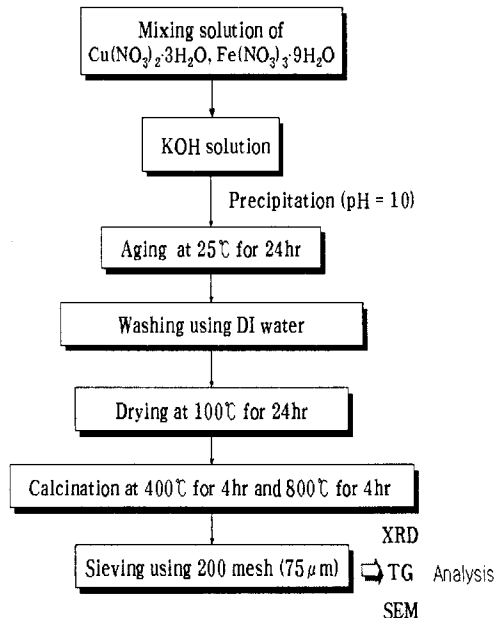 Mixing solution of
Cu(NO₃)₂·3H₂O, Fe(NO₃)₃·9H₂O
KOH solution
Precipitation (pH = 10)
Aging at 25℃ for 24hr
Washing using DI water
Drying at 100℃ for 24hr
Calcination at 400℃ for 4hr and 800℃ for 4hr
XRD
Sieving using 200 mesh (75μm) ⇨ TG Analysis
SEM